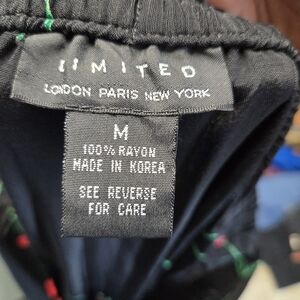 LIMITED
LONDON PARIS NEW YORK
M
100% RAYON
MADE IN KOREA
SEE REVERSE
FOR CARE